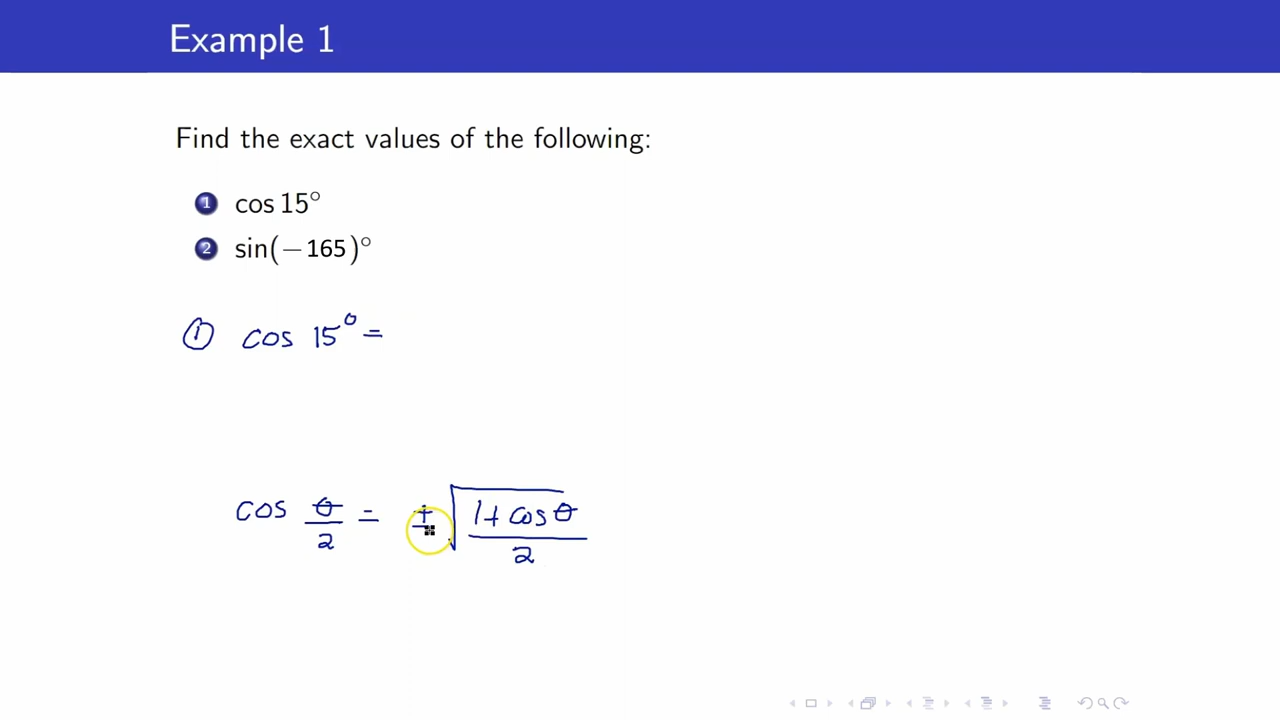 Example 1
Find the exact values of the following:
1 cos 15°
2 sin(−165)°
① cos 15° =
cos θ/2 = ± √((1 + cos θ)/2)